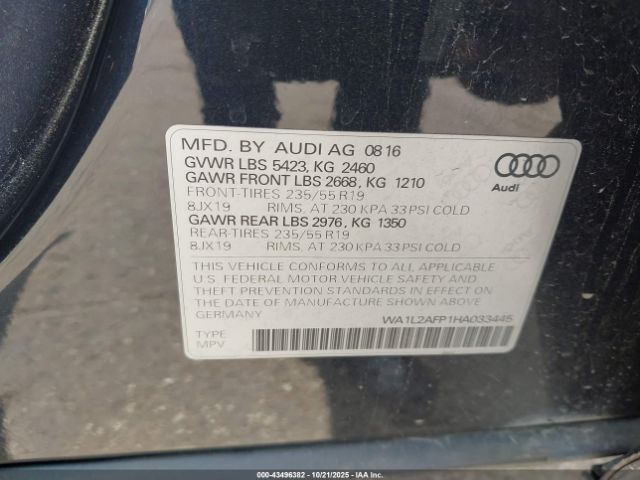 MFD. BY AUDI AG 0816
GVWR LBS 5423, KG 2460
GAWR FRONT LBS 2668, KG 1210
FRONT-TIRES 235/55 R19
8JX19 RIMS, AT 230 KPA 33 PSI COLD
GAWR REAR LBS 2976, KG 1350
REAR-TIRES 235/55 R19
8JX19 RIMS, AT 230 KPA 33 PSI COLD
Audi
THIS VEHICLE CONFORMS TO ALL APPLICABLE
U.S. FEDERAL MOTOR VEHICLE SAFETY AND
THEFT PREVENTION STANDARDS IN EFFECT ON
THE DATE OF MANUFACTURE SHOWN ABOVE
GERMANY
WA1L2AFP1HA033445
TYPE
MPV
000-43496382 - 10/21/2025 - IAA, Inc.